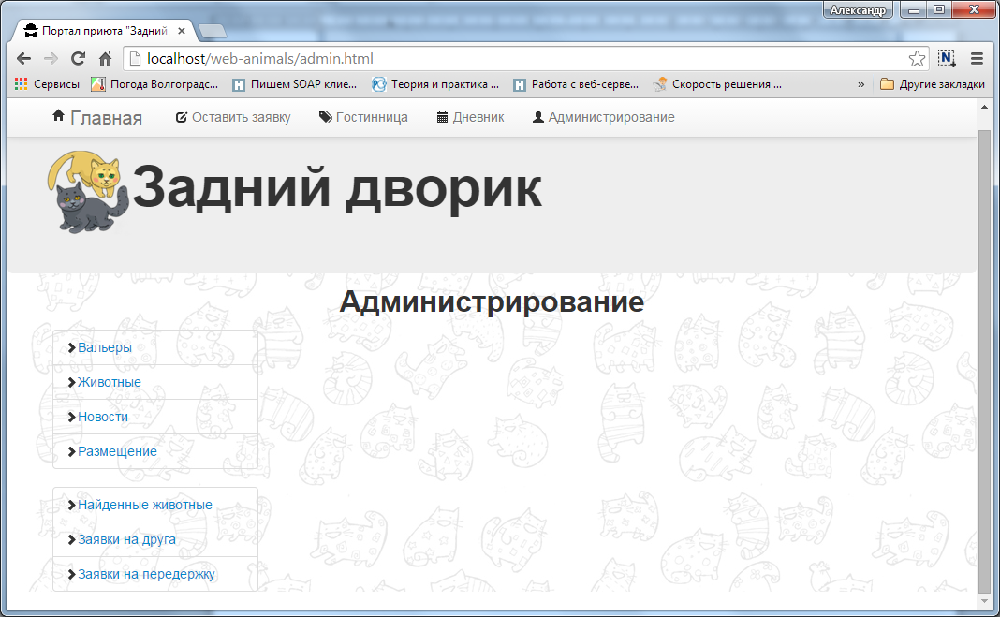 Александр
Портал приюта "Задний
localhost/web-animals/admin.html
Сервисы Погода Волгоградс... Пишем SOAP клие... Теория и практика ... Работа с веб-серве... Скорость решения ... » Другие закладки
Главная Оставить заявку Гостинница Дневник Администрирование
Задний дворик
Администрирование
Вальеры
Животные
Новости
Размещение
Найденные животные
Заявки на друга
Заявки на передержку